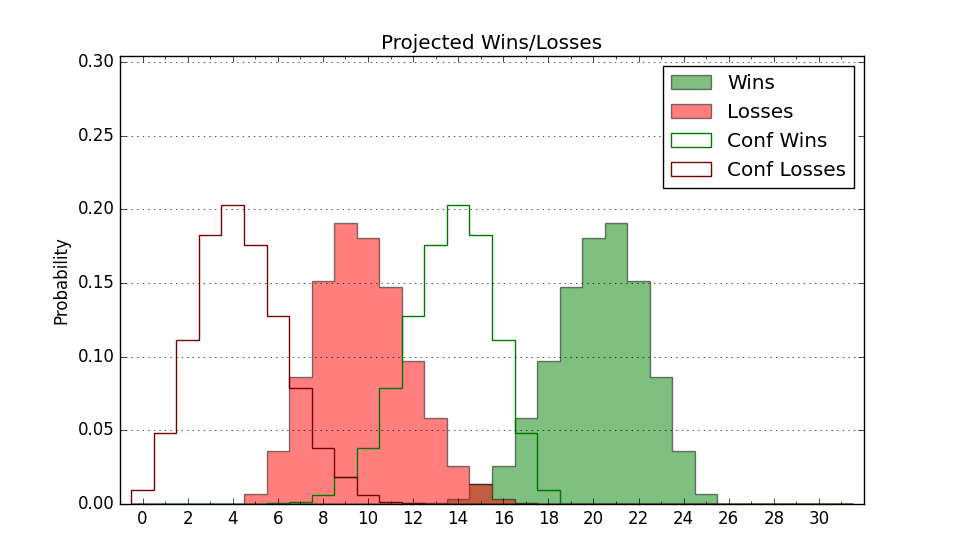 Projected Wins/Losses
0.30
0.25
0.20
0.15
0.10
0.05
0.00
Probability
Wins
Losses
Conf Wins
Conf Losses
0 2 4 6 8 10 12 14 16 18 20 22 24 26 28 30